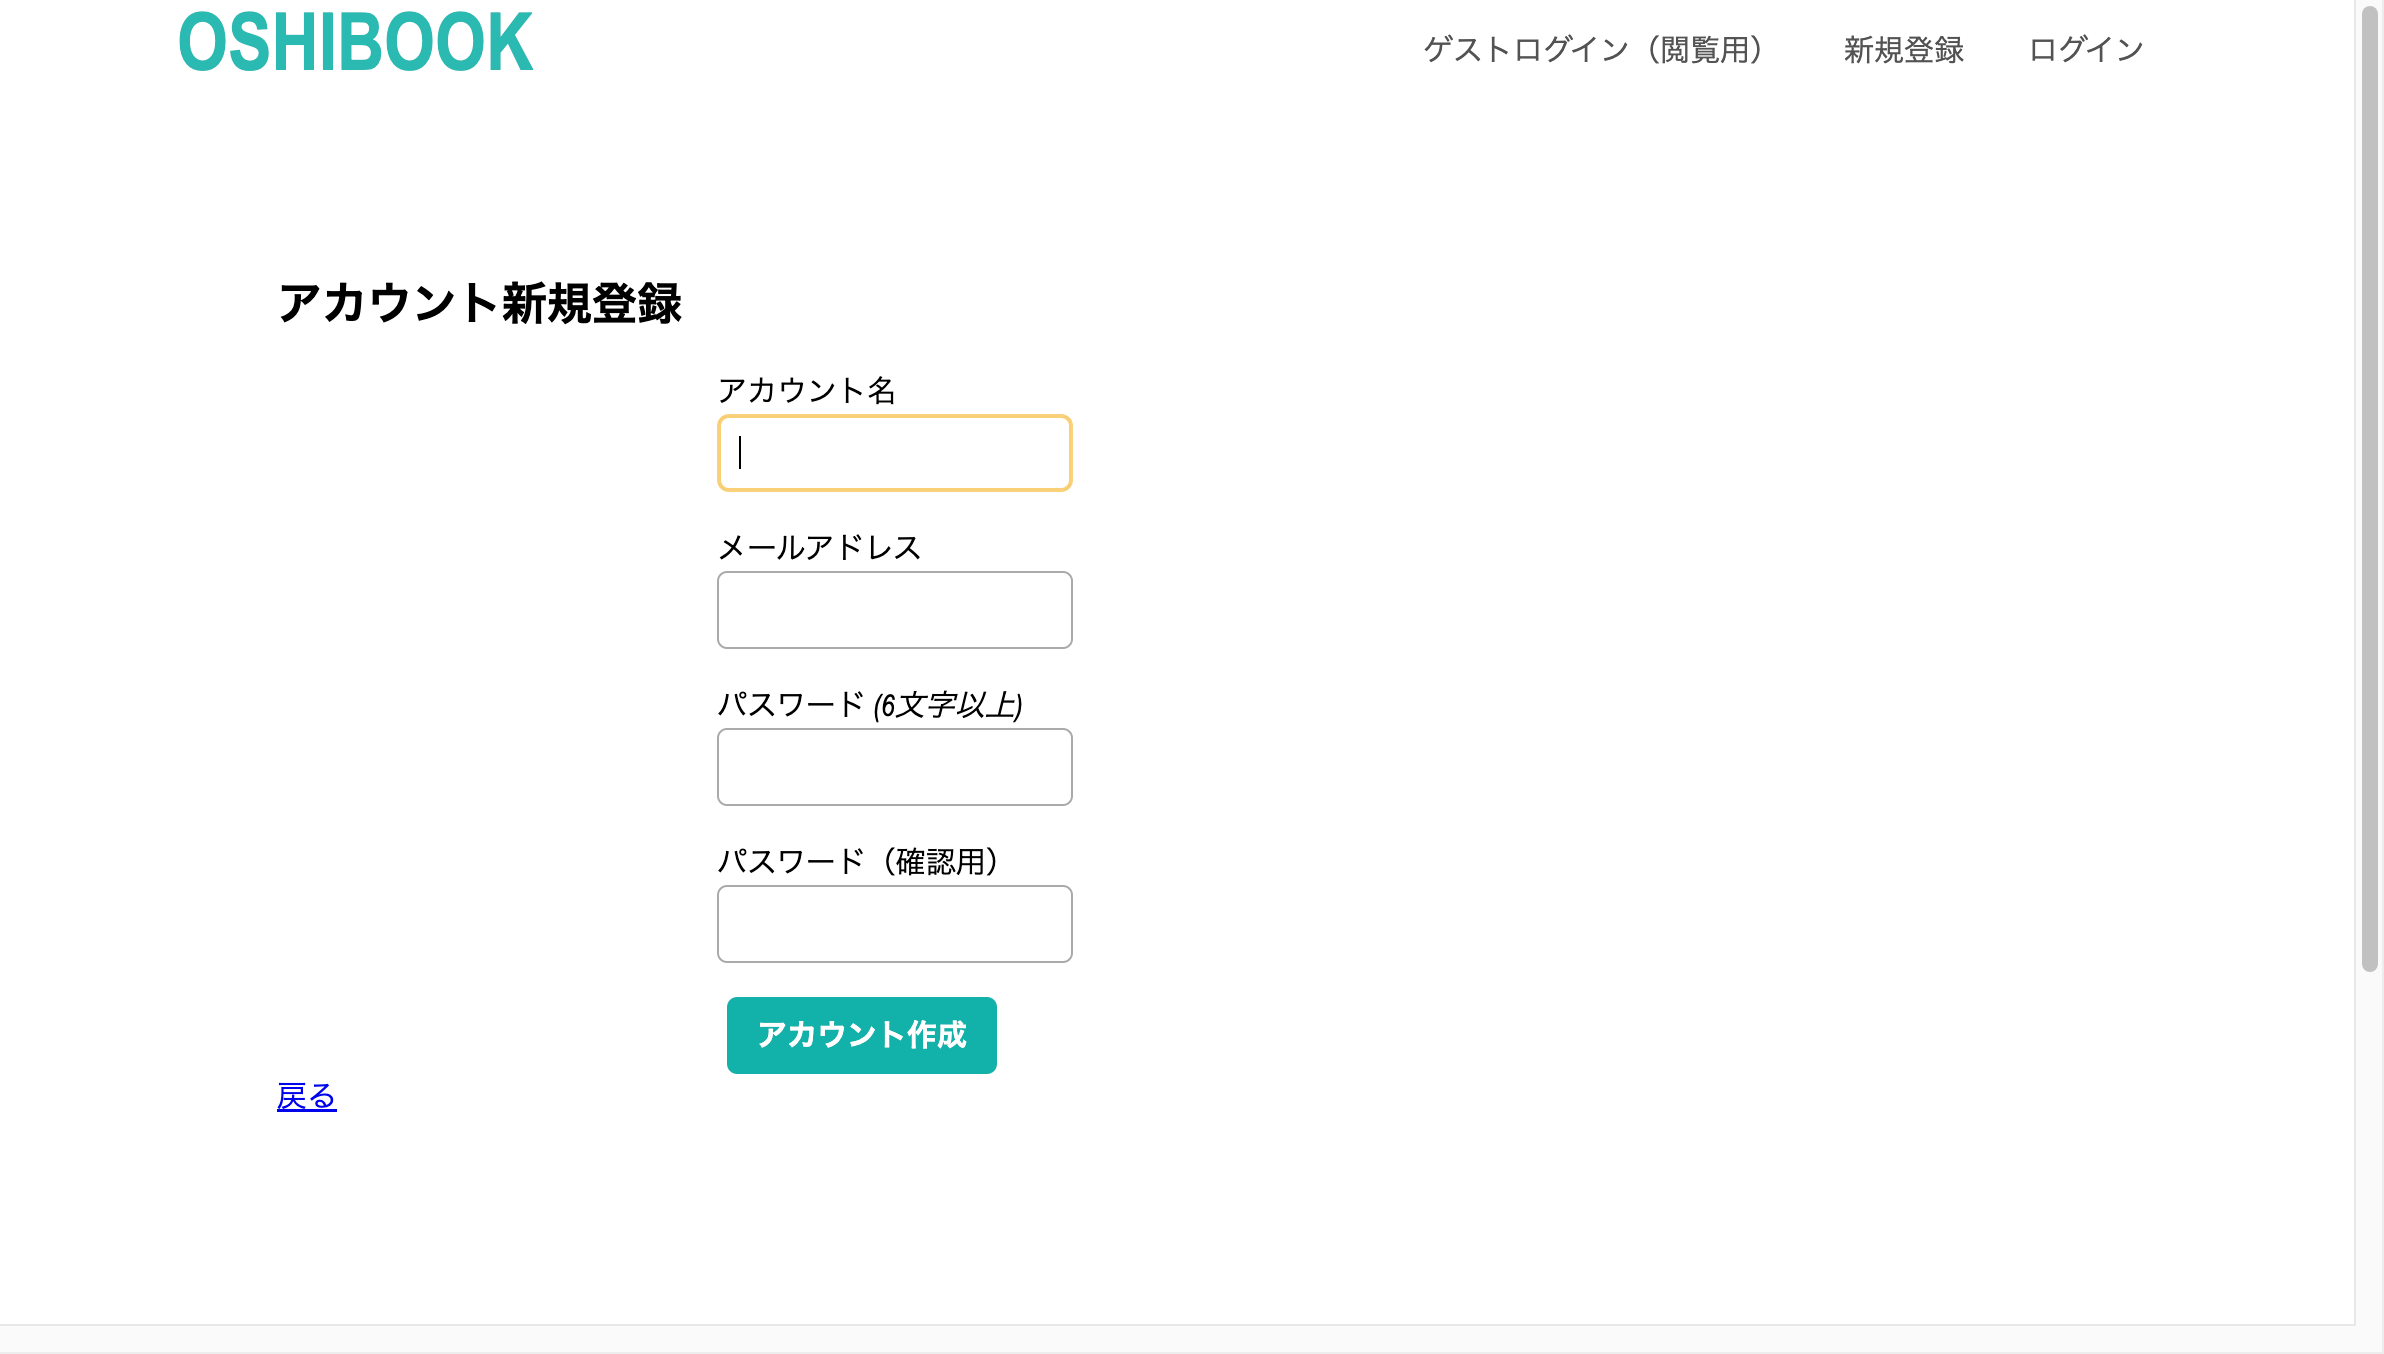 OSHIBOOK
ゲストログイン（閲覧用） 新規登録 ログイン
アカウント新規登録
アカウント名
メールアドレス
パスワード (6文字以上)
パスワード（確認用）
アカウント作成
戻る